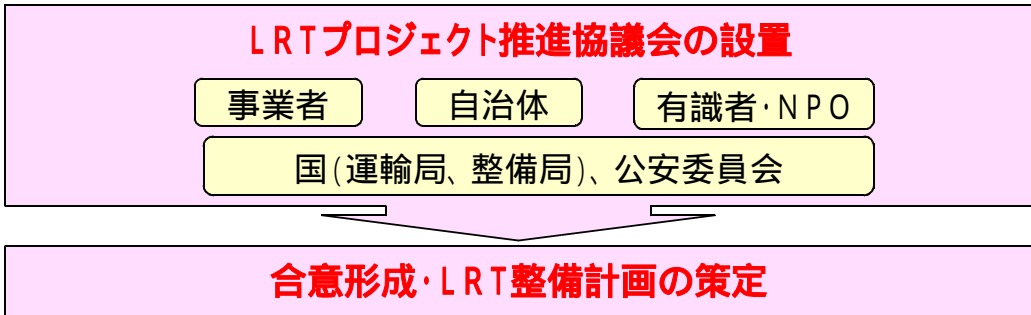 LRTプロジェクト推進協議会の設置
事業者 自治体 有識者・NPO
国(運輸局、整備局)、公安委員会
合意形成・LRT整備計画の策定